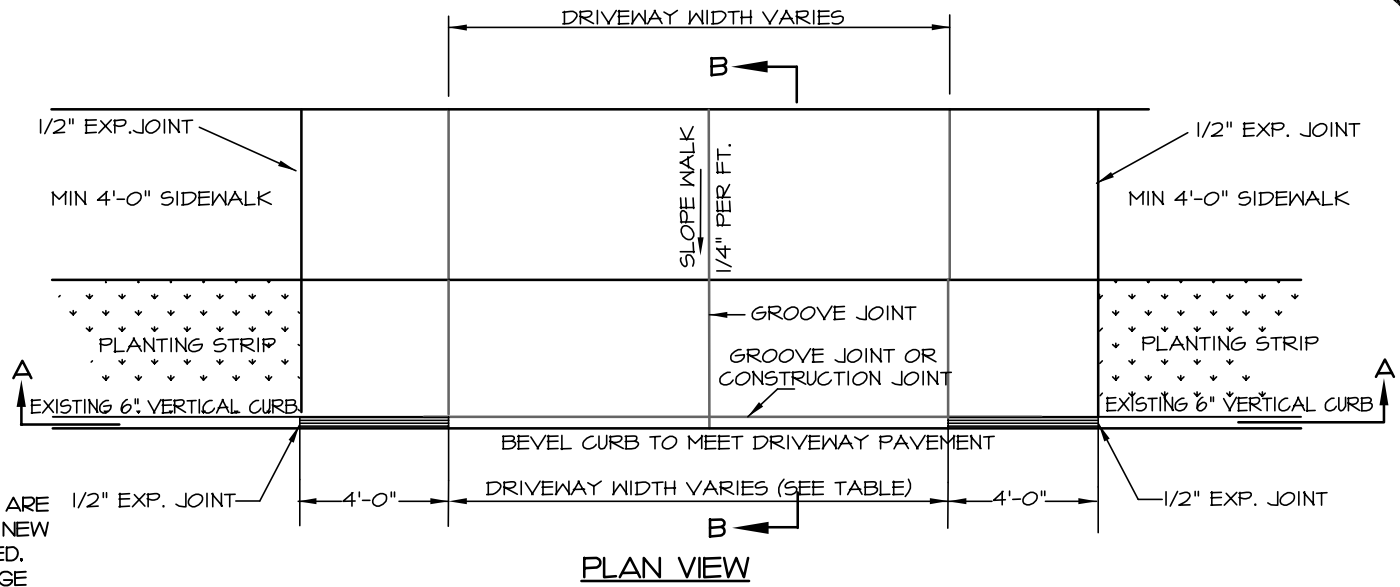 DRIVEWAY WIDTH VARIES
B
1/2" EXP.JOINT
1/2" EXP. JOINT
MIN 4'-0" SIDEWALK
SLOPE WALK
1/4" PER FT.
MIN 4'-0" SIDEWALK
GROOVE JOINT
PLANTING STRIP
GROOVE JOINT OR
CONSTRUCTION JOINT
PLANTING STRIP
A
A
EXISTING 6" VERTICAL CURB
EXISTING 6" VERTICAL CURB
BEVEL CURB TO MEET DRIVEWAY PAVEMENT
1/2" EXP. JOINT
4'-0"
DRIVEWAY WIDTH VARIES (SEE TABLE)
4'-0"
1/2" EXP. JOINT
B
ARE
NEW
ED.
GE
PLAN VIEW